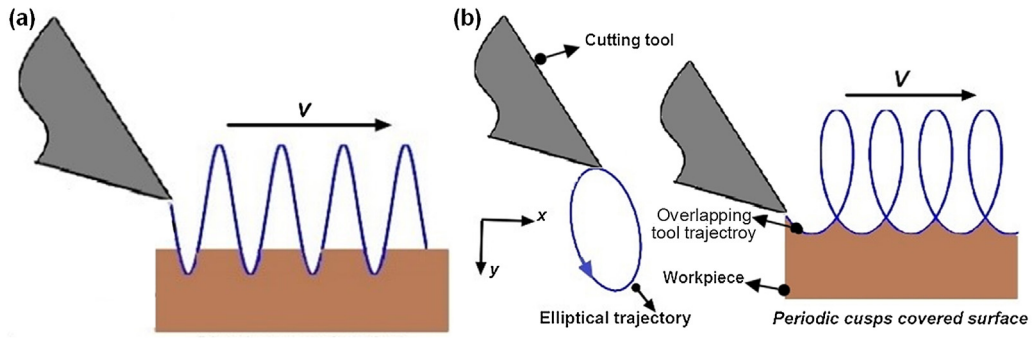 (a)
V
(b)
Cutting tool
V
x
y
Overlapping
tool trajectroy
Workpiece
Elliptical trajectory
Periodic cusps covered surface